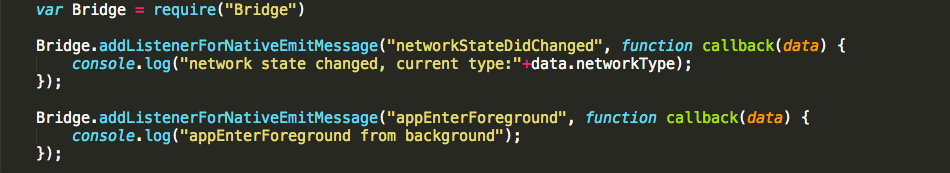 var Bridge = require("Bridge")
Bridge.addListenerForNativeEmitMessage("networkStateDidChanged", function callback(data) {
    console.log("network state changed, current type:"+data.networkType);
});
Bridge.addListenerForNativeEmitMessage("appEnterForeground", function callback(data) {
    console.log("appEnterForeground from background");
});